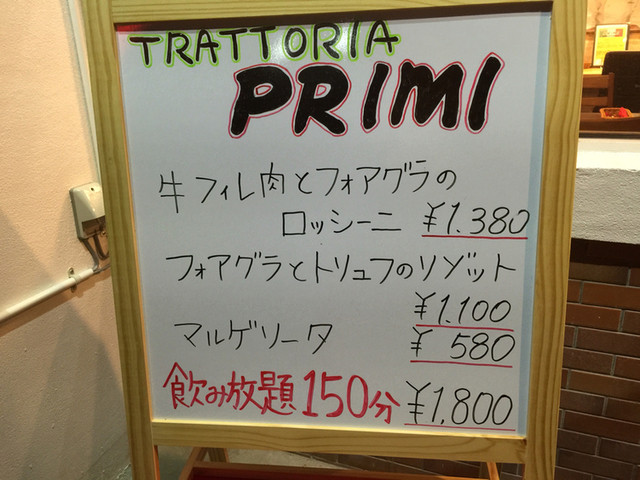 TRATTORIA
PRIMI
牛フィレ肉とフォアグラの
ロッシーニ ¥1.380
フォアグラとトリュフのリゾット
¥1.100
マルゲリータ ¥ 580
飲み放題150分 ¥1.800